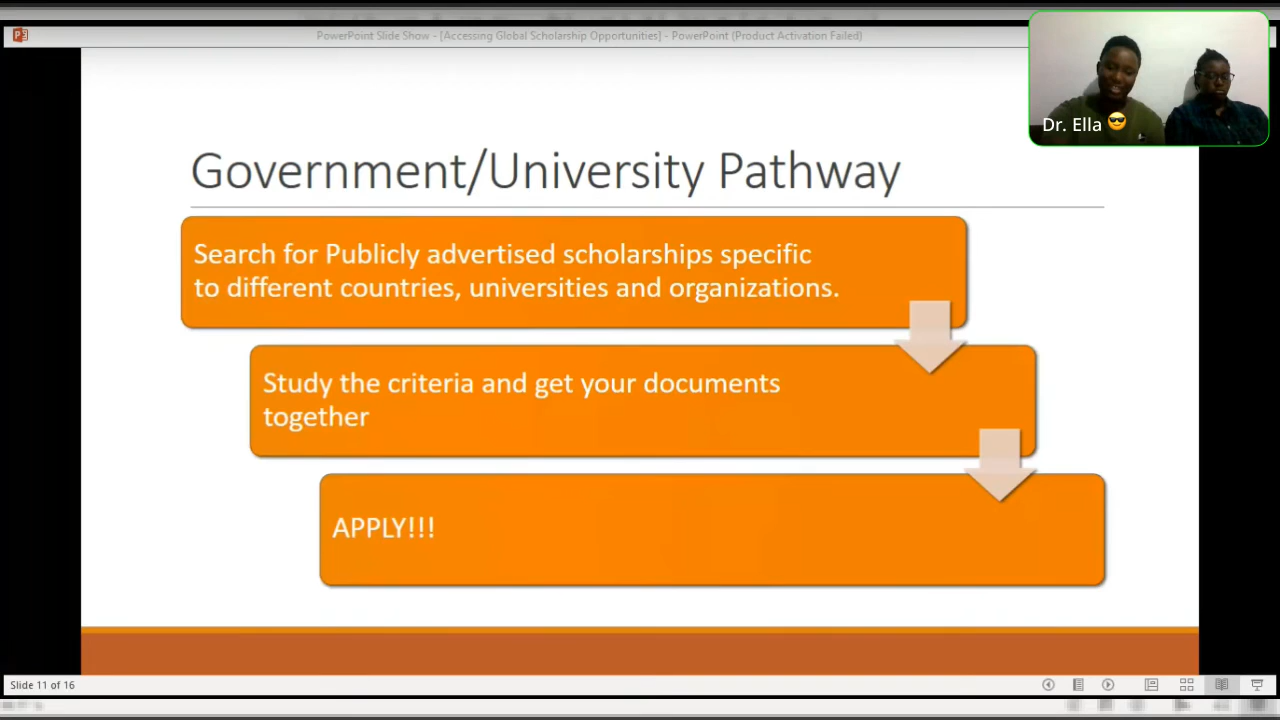 PowerPoint Slide Show - [Accessing Global Scholarship Opportunities] - PowerPoint (Product Activation Failed)
Dr. Ella 😎
Government/University Pathway
Search for Publicly advertised scholarships specific
to different countries, universities and organizations.
Study the criteria and get your documents
together
APPLY!!!
Slide 11 of 16